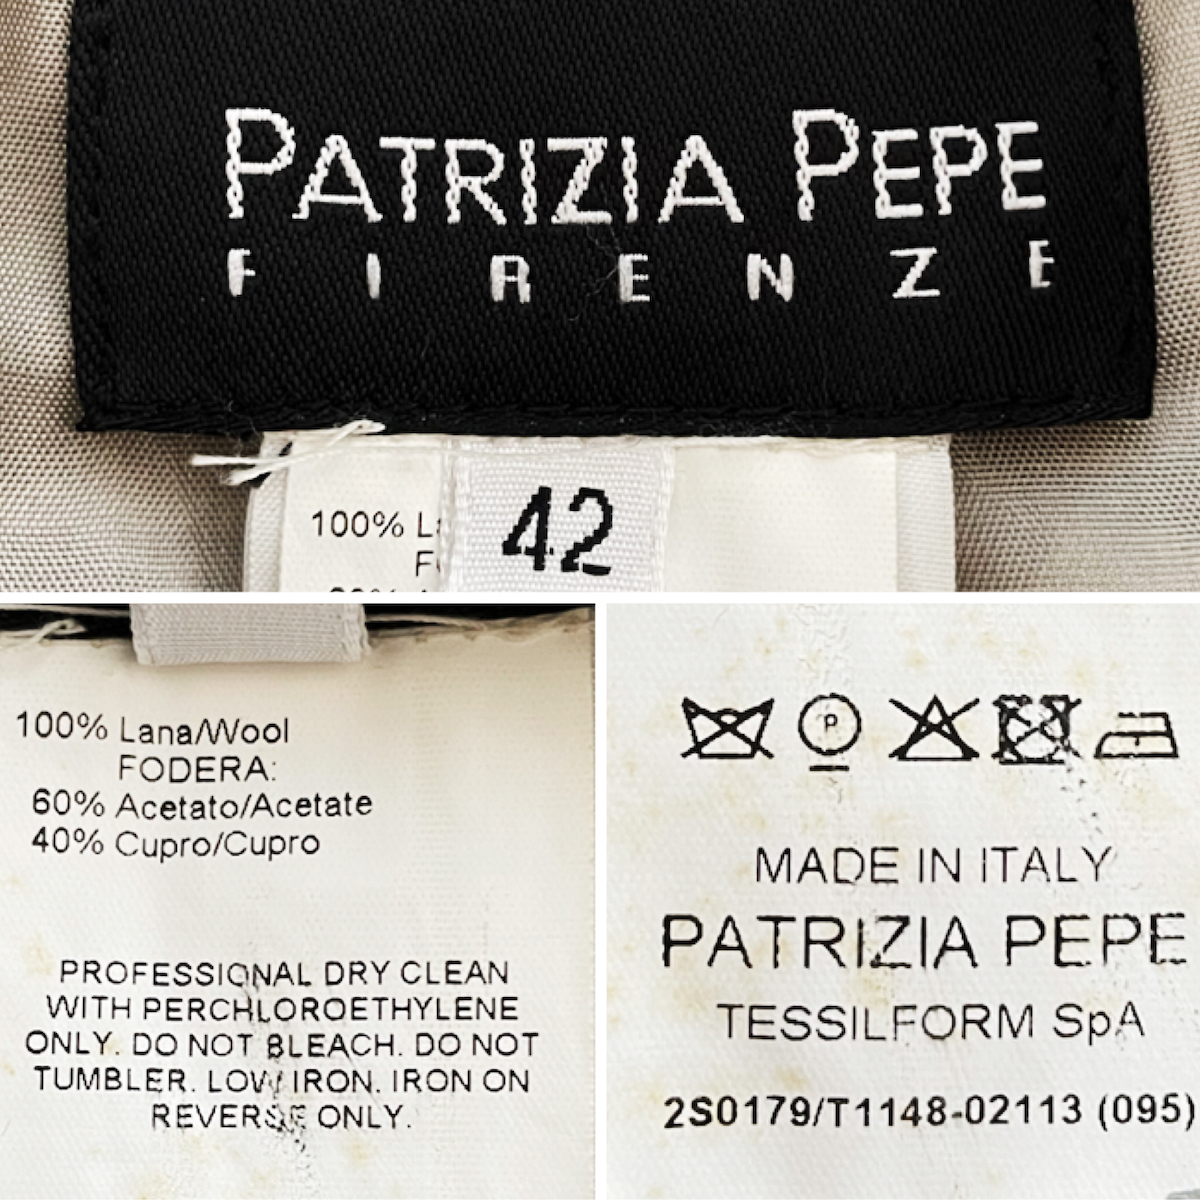 PATRIZIA PEPE
FIRENZE
42
100% L
F
100% Lana/Wool
FODERA:
60% Acetato/Acetate
40% Cupro/Cupro
PROFESSIONAL DRY CLEAN
WITH PERCHLOROETHYLENE
ONLY. DO NOT BLEACH. DO NOT
TUMBLER. LOW IRON. IRON ON
REVERSE ONLY.
P
MADE IN ITALY
PATRIZIA PEPE
TESSILFORM SpA
2S0179/T1148-02113 (095)